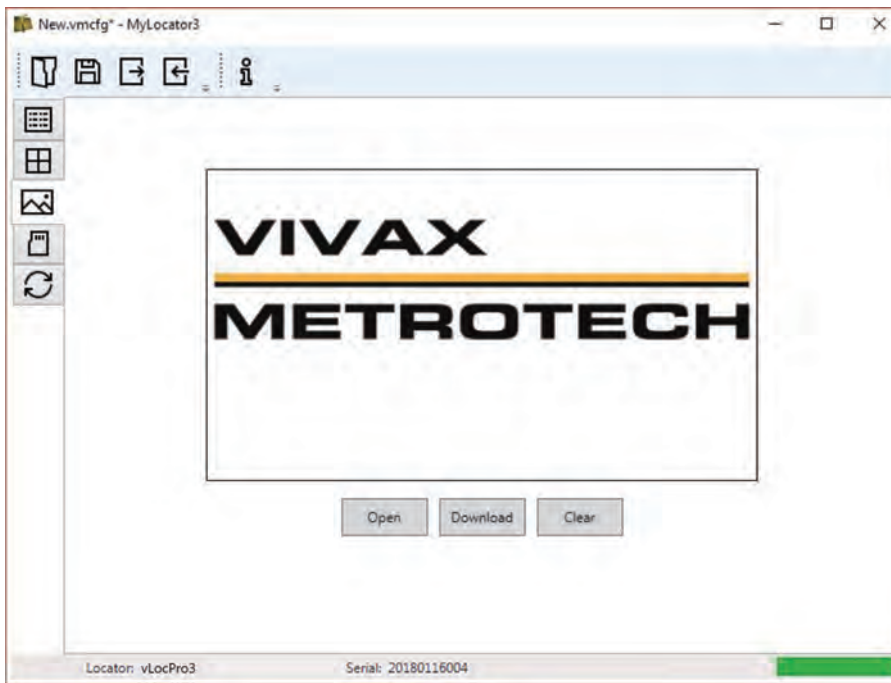 New.vmcfg* - MyLocator3
VIVAX
METROTECH
Open Download Clear
Locator: vLocPro3 Serial: 20180116004